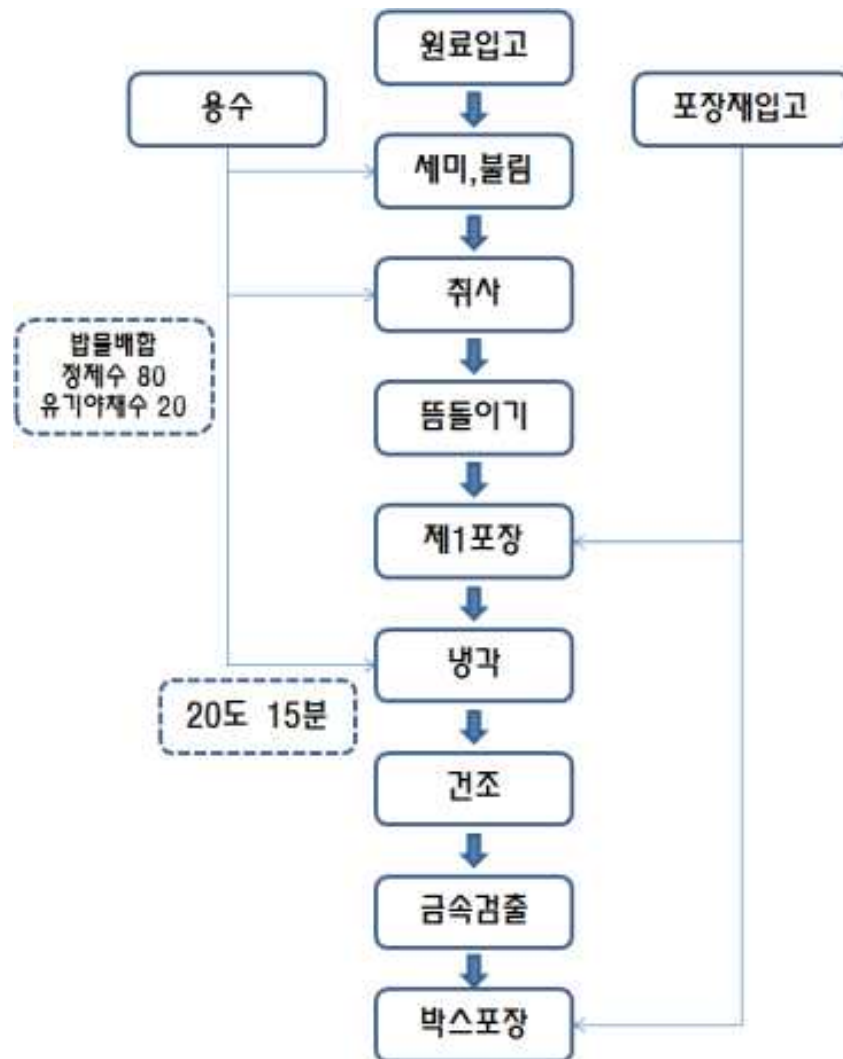 원료입고
용수
포장재입고
세미,불림
취사
밥물배합
정제수 80
유기야채수 20
뜸들이기
제1포장
냉각
20도 15분
건조
금속검출
박스포장